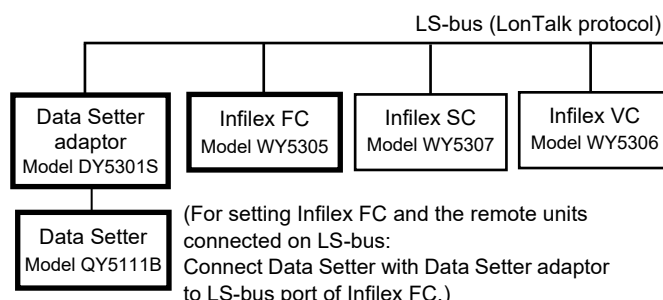 LS-bus (LonTalk protocol)
Data Setter
adaptor
Model DY5301S
Infilex FC
Model WY5305
Infilex SC
Model WY5307
Infilex VC
Model WY5306
Data Setter
Model QY5111B
(For setting Infilex FC and the remote units
connected on LS-bus:
Connect Data Setter with Data Setter adaptor
to LS-bus port of Infilex FC.)